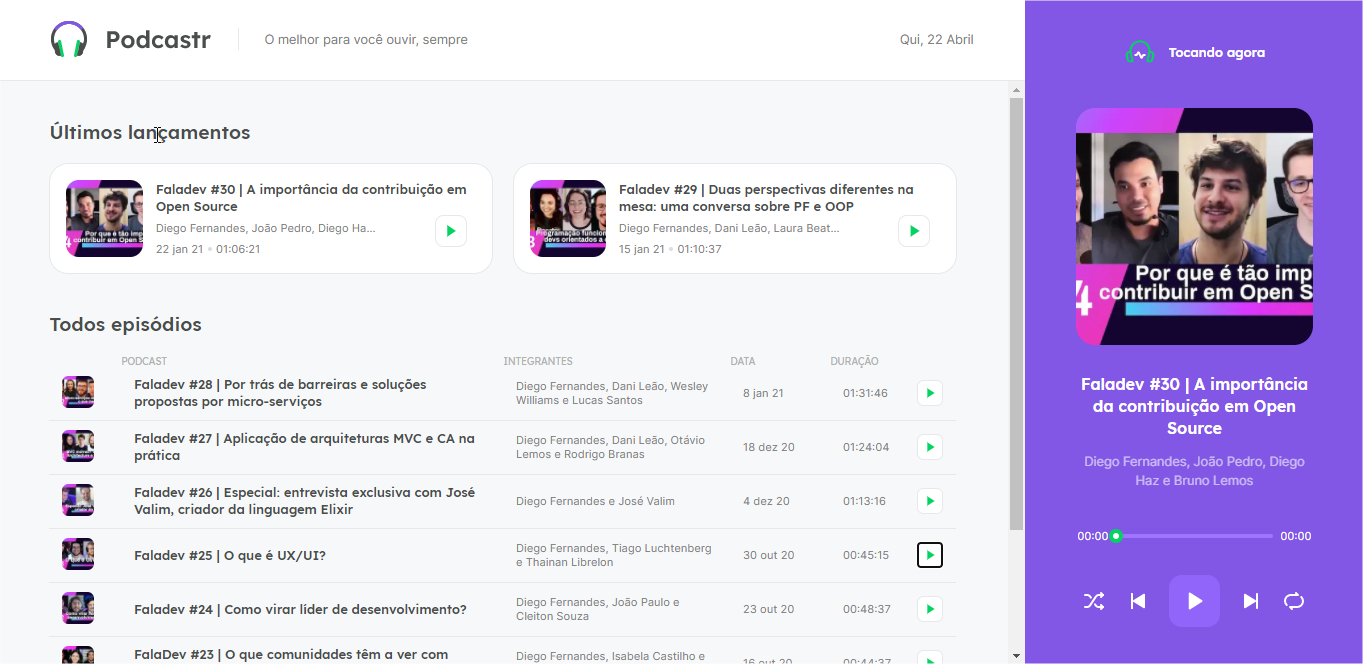 Podcastr
O melhor para você ouvir, sempre
Qui, 22 Abril
Últimos lançamentos
Faladev #30 | A importância da contribuição em
Open Source
Diego Fernandes, João Pedro, Diego Ha...
22 jan 21 • 01:06:21
Faladev #29 | Duas perspectivas diferentes na
mesa: uma conversa sobre PF e OOP
Diego Fernandes, Dani Leão, Laura Beat...
15 jan 21 • 01:10:37
Todos episódios
PODCAST INTEGRANTES DATA DURAÇÃO
Faladev #28 | Por trás de barreiras e soluções
propostas por micro-serviços
Diego Fernandes, Dani Leão, Wesley
Williams e Lucas Santos
8 jan 21
01:31:46
Faladev #27 | Aplicação de arquiteturas MVC e CA na
prática
Diego Fernandes, Dani Leão, Otávio
Lemos e Rodrigo Branas
18 dez 20
01:24:04
Faladev #26 | Especial: entrevista exclusiva com José
Valim, criador da linguagem Elixir
Diego Fernandes e José Valim
4 dez 20
01:13:16
Faladev #25 | O que é UX/UI?
Diego Fernandes, Tiago Luchtenberg
e Thainan Librelon
30 out 20
00:45:15
Faladev #24 | Como virar líder de desenvolvimento?
Diego Fernandes, João Paulo e
Cleiton Souza
23 out 20
00:48:37
FalaDev #23 | O que comunidades têm a ver com
Diego Fernandes, Isabela Castilho e
16 out 20
00:44:37
Tocando agora
Por que é tão imp
4 contribuir em Open S
Faladev #30 | A importância
da contribuição em Open
Source
Diego Fernandes, João Pedro, Diego
Haz e Bruno Lemos
00:00
00:00